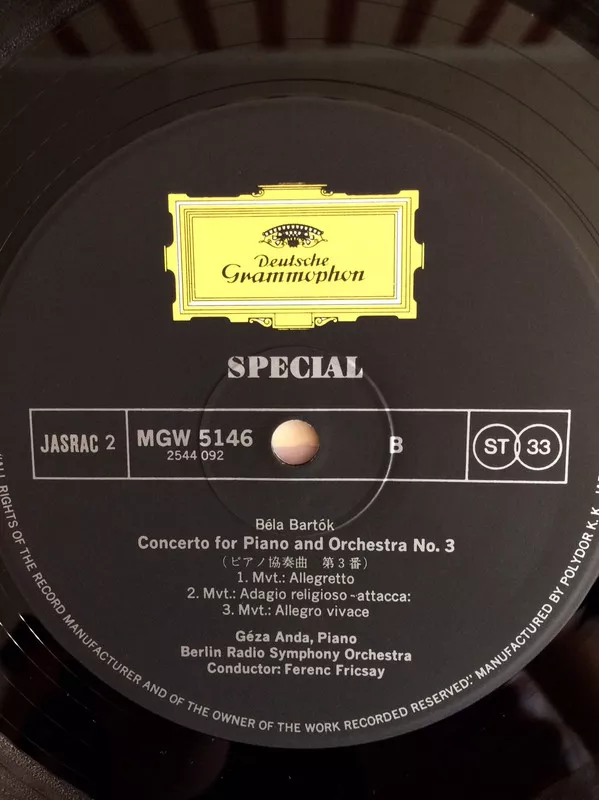 Deutsche
Grammophon
SPECIAL
JASRAC 2
MGW 5146
2544 092
B
ST 33
Béla Bartók
Concerto for Piano and Orchestra No. 3
(ピアノ協奏曲 第3番)
1. Mvt.: Allegretto
2. Mvt.: Adagio religioso-attacca:
3. Mvt.: Allegro vivace
Géza Anda, Piano
Berlin Radio Symphony Orchestra
Conductor: Ferenc Fricsay
"ALL RIGHTS OF THE RECORD MANUFACTURER AND OF THE OWNER OF THE WORK RECORDED RESERVED" MANUFACTURED BY POLYDOR K. K.